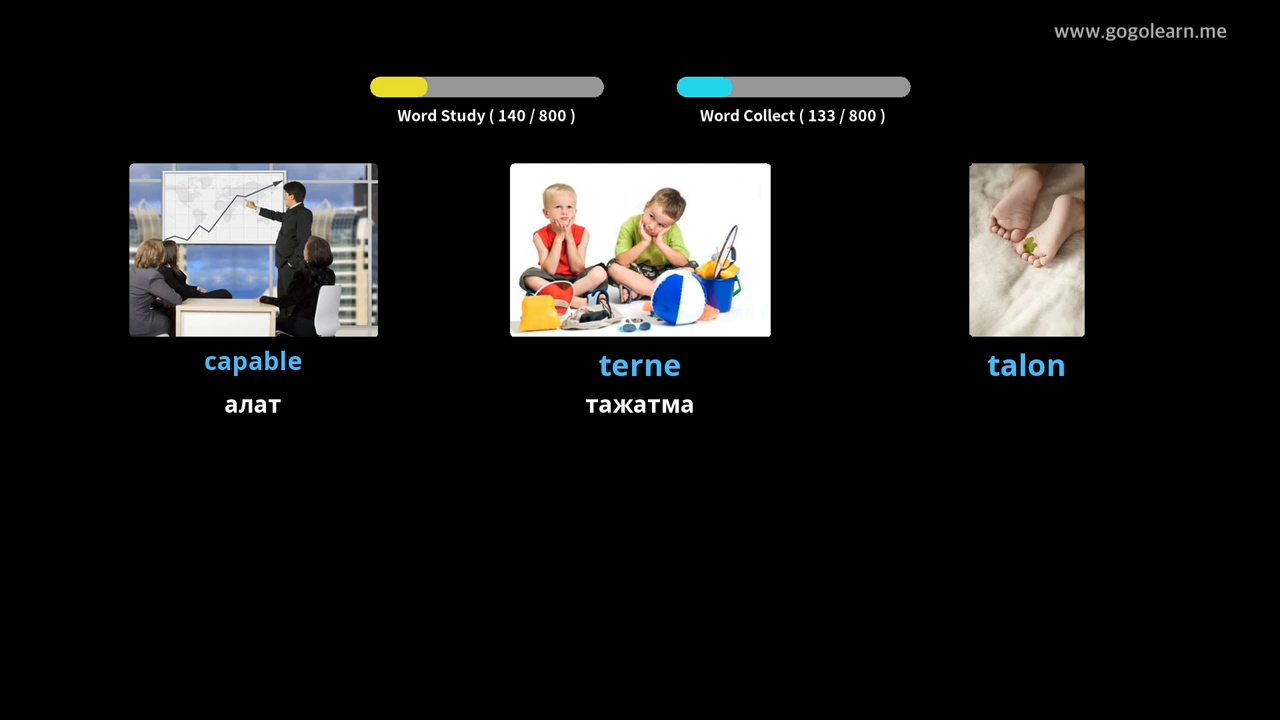 www.gogolearn.me
Word Study ( 140 / 800 )
Word Collect ( 133 / 800 )
capable
terne
talon
алат
тажатма